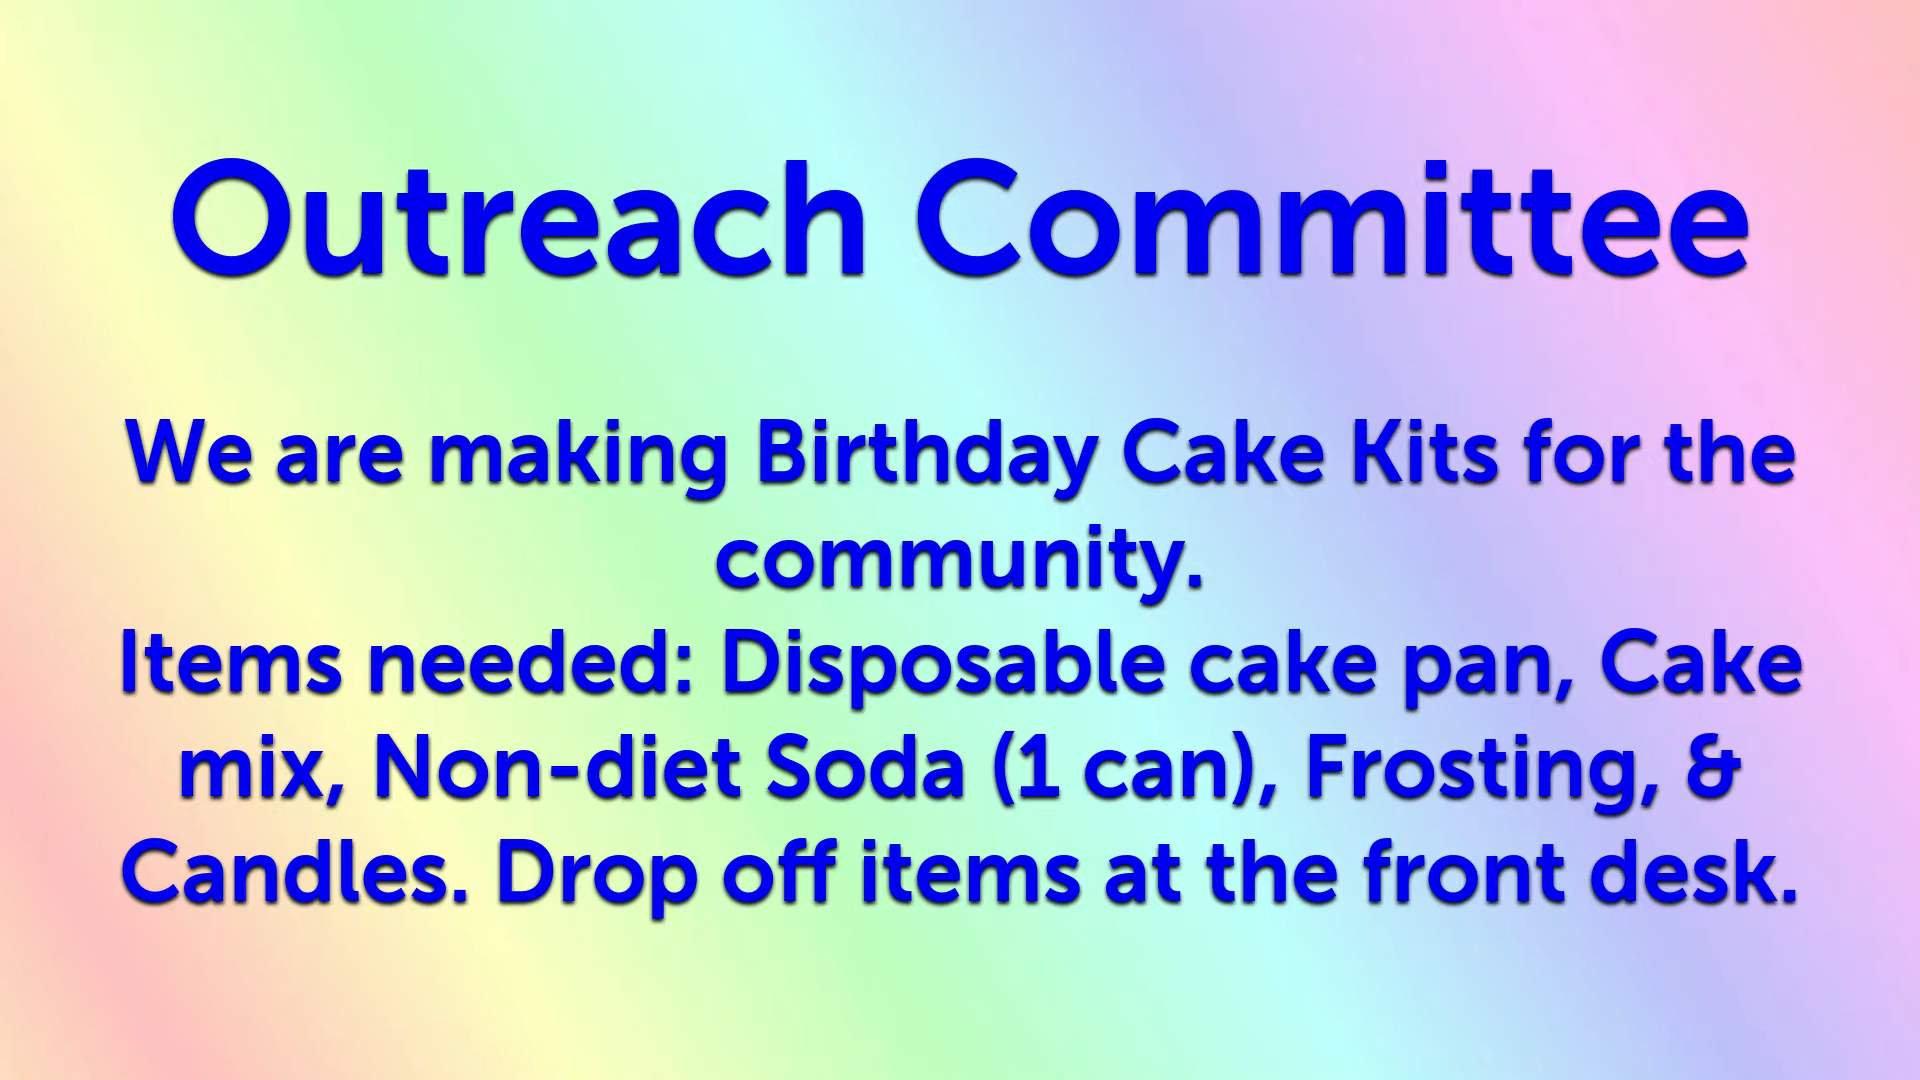 Outreach Committee
We are making Birthday Cake Kits for the
community.
Items needed: Disposable cake pan, Cake
mix, Non-diet Soda (1 can), Frosting, &
Candles. Drop off items at the front desk.